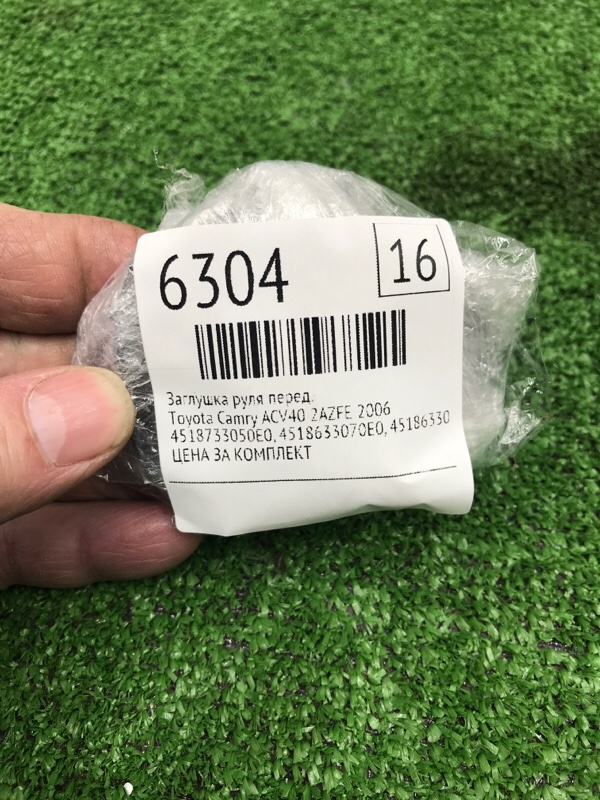 6304
16
Заглушка руля перед.
Toyota Camry ACV40 2AZFE 2006
4518733050E0, 4518633070E0, 45186330
ЦЕНА ЗА КОМПЛЕКТ